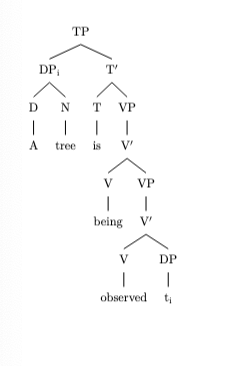 TP
DPᵢ T′
D N T VP
A tree is V′
V VP
being V′
V DP
observed tᵢ